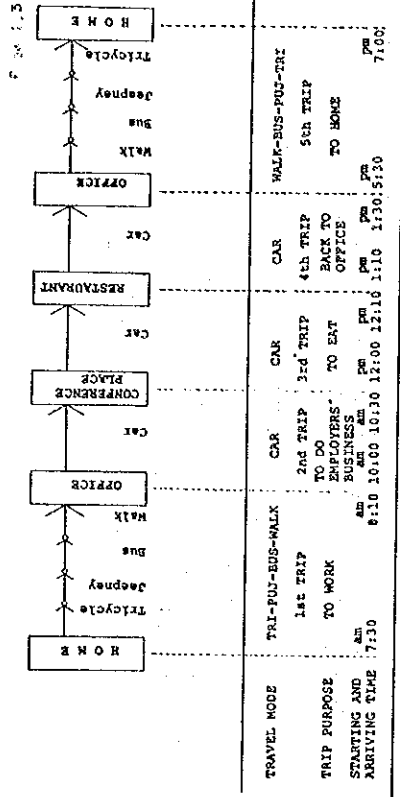 HOME
Tricycle
Jeepney
Bus
Walk
OFFICE
Car
CONFERENCE
PLACE
Car
RESTAURANT
Car
OFFICE
Walk
Bus
Jeepney
Tricycle
HOME
TRAVEL MODE TRI-PUJ-BUS-WALK CAR CAR CAR WALK-BUS-PUJ-TRI
TRIP PURPOSE
1st TRIP
TO WORK
2nd TRIP
TO DO
EMPLOYERS'
BUSINESS
3rd TRIP
TO EAT
4th TRIP
BACK TO
OFFICE
5th TRIP
TO HOME
STARTING AND
ARRIVING TIME
am am am am pm pm pm pm pm pm
7:30 8:10 10:00 10:30 12:00 12:10 1:10 1:30 5:30 7:00